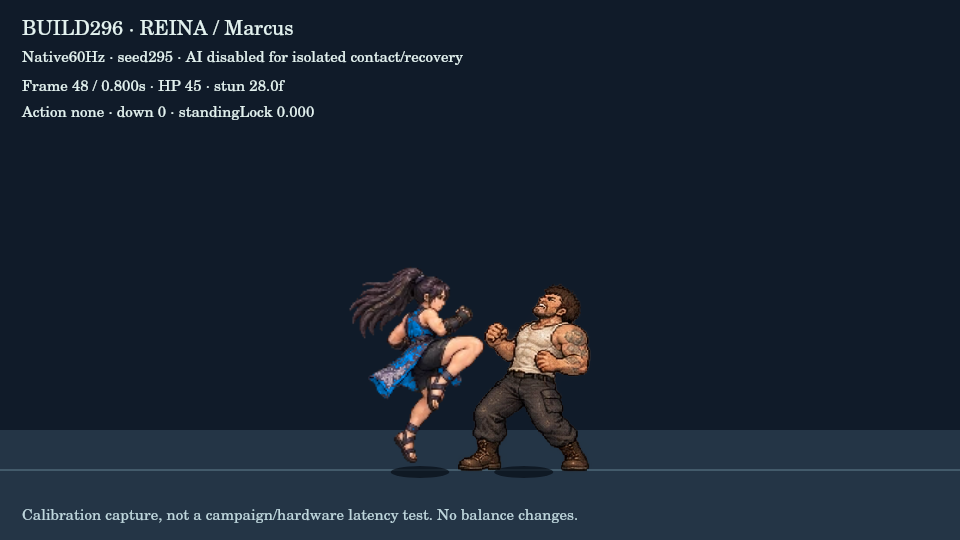 BUILD296 · REINA / Marcus
Native60Hz · seed295 · AI disabled for isolated contact/recovery
Frame 48 / 0.800s · HP 45 · stun 28.0f
Action none · down 0 · standingLock 0.000
Calibration capture, not a campaign/hardware latency test. No balance changes.